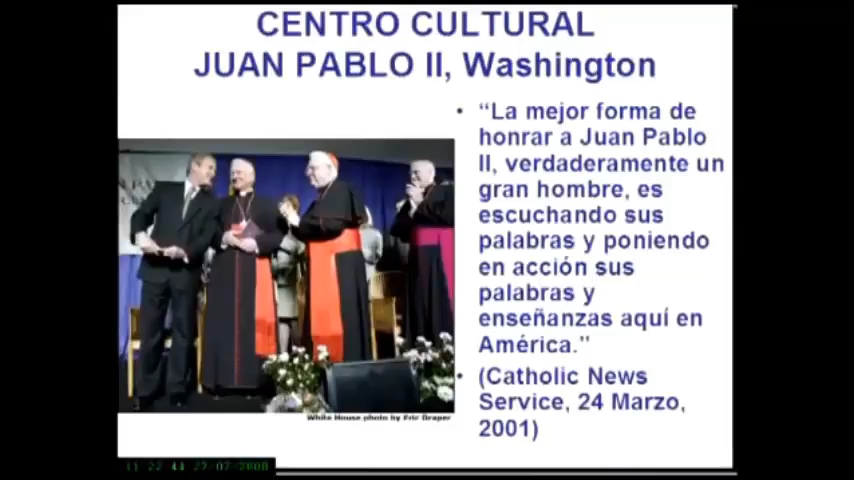 CENTRO CULTURAL
JUAN PABLO II, Washington
• “La mejor forma de
honrar a Juan Pablo
II, verdaderamente un
gran hombre, es
escuchando sus
palabras y poniendo
en acción sus
palabras y
enseñanzas aquí en
América.”
• (Catholic News
Service, 24 Marzo,
2001)
White House photo by Eric Draper
11 22 44 27/07/2008